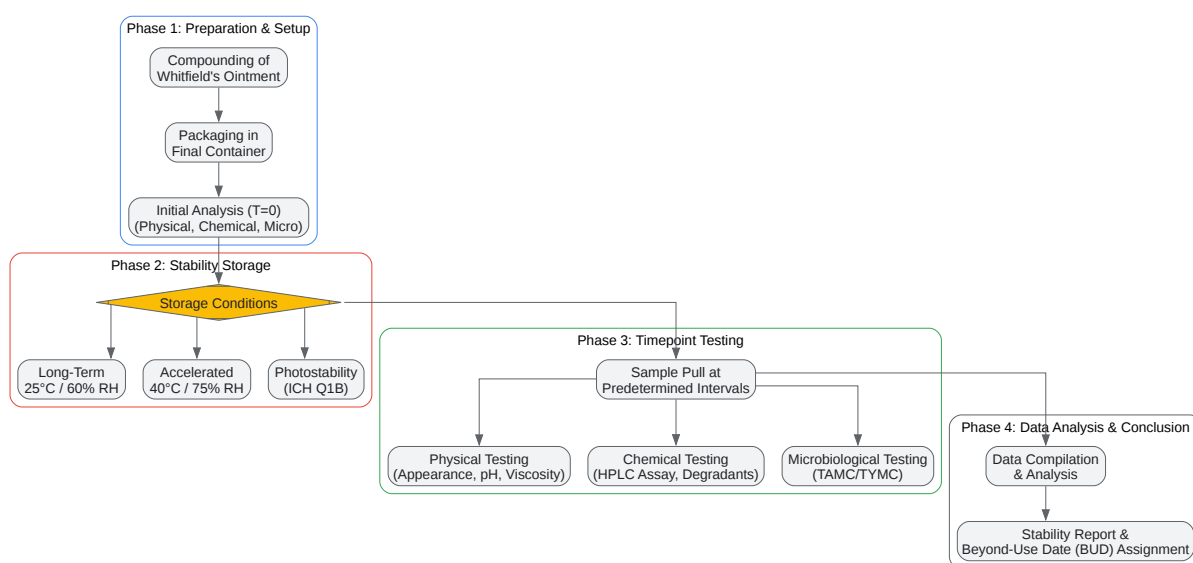 Phase 1: Preparation & Setup
Compounding of
Whitfield's Ointment
Packaging in
Final Container
Initial Analysis (T=0)
(Physical, Chemical, Micro)
Phase 2: Stability Storage
Storage Conditions
Long-Term
25°C / 60% RH
Accelerated
40°C / 75% RH
Photostability
(ICH Q1B)
Phase 3: Timepoint Testing
Sample Pull at
Predetermined Intervals
Physical Testing
(Appearance, pH, Viscosity)
Chemical Testing
(HPLC Assay, Degradants)
Microbiological Testing
(TAMC/TYMC)
Phase 4: Data Analysis & Conclusion
Data Compilation
& Analysis
Stability Report &
Beyond-Use Date (BUD) Assignment